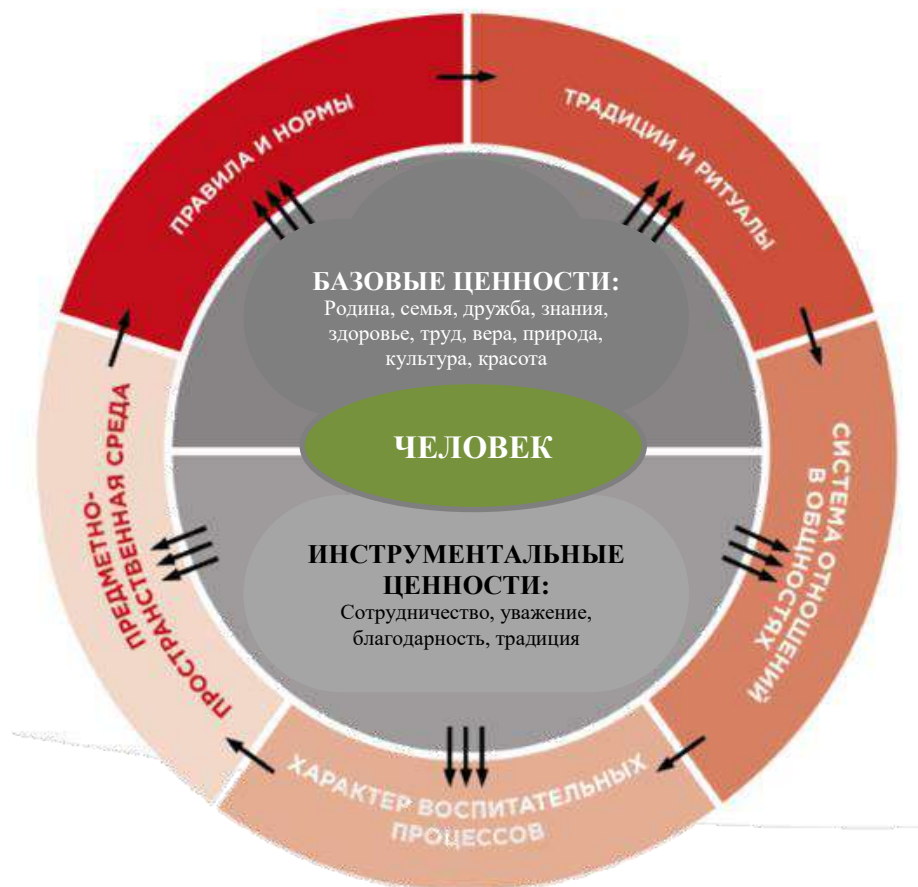 ПРАВИЛА И НОРМЫ
ТРАДИЦИИ И РИТУАЛЫ
БАЗОВЫЕ ЦЕННОСТИ:
Родина, семья, дружба, знания,
здоровье, труд, вера, природа,
культура, красота
ЧЕЛОВЕК
ПРЕДМЕТНО-
ПРОСТРАНСТВЕННАЯ СРЕДА
СИСТЕМА ОТНОШЕНИЙ
В ОБЩНОСТЯХ
ИНСТРУМЕНТАЛЬНЫЕ
ЦЕННОСТИ:
Сотрудничество, уважение,
благодарность, традиция
ХАРАКТЕР ВОСПИТАТЕЛЬНЫХ
ПРОЦЕССОВ